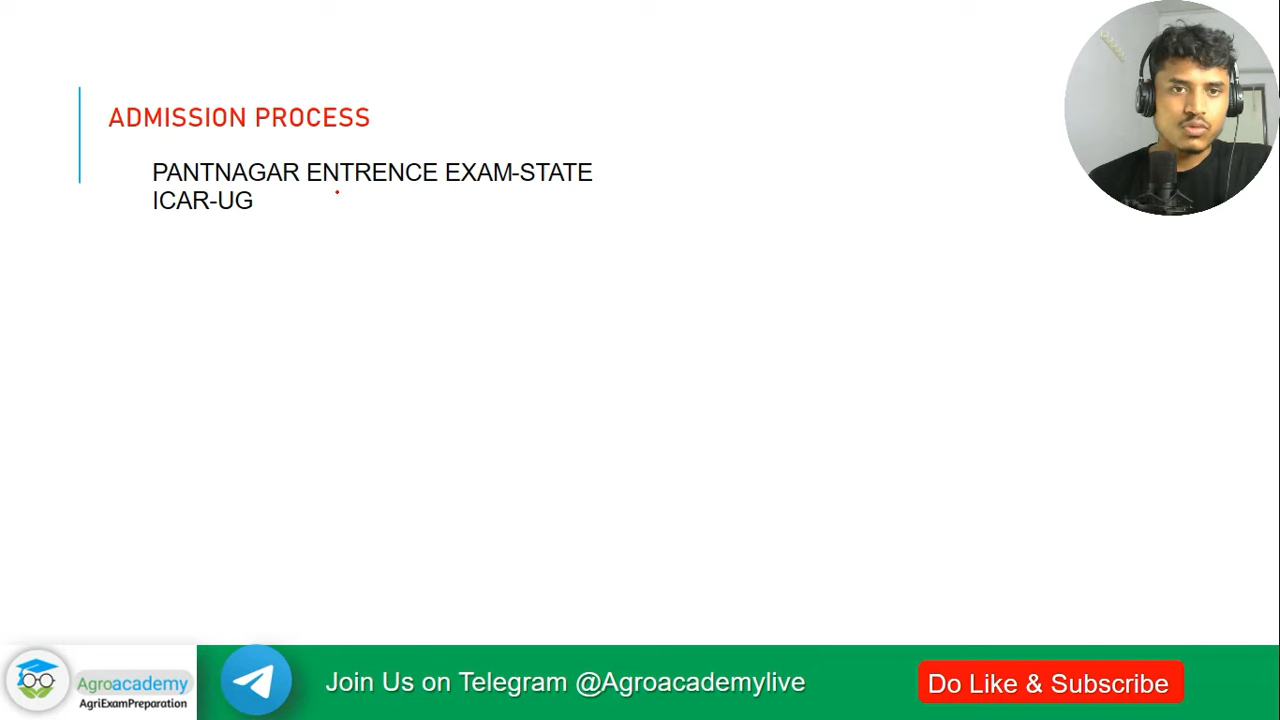 ADMISSION PROCESS
PANTNAGAR ENTRENCE EXAM-STATE
ICAR-UG
Agroacademy
AgriExamPreparation
Join Us on Telegram @Agroacademylive
Do Like & Subscribe